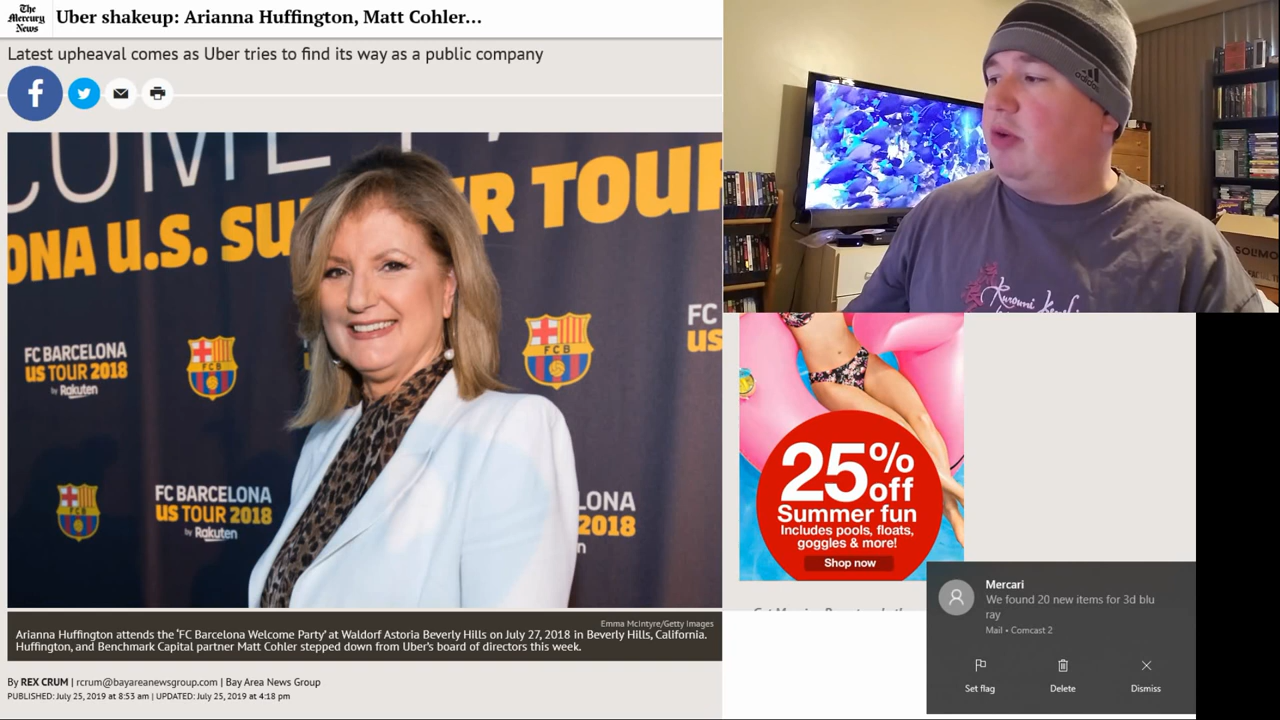 The
Mercury
News
Uber shakeup: Arianna Huffington, Matt Cohler...
Latest upheaval comes as Uber tries to find its way as a public company
f
COME PA
ONA U.S. SU R TOUR
FC BARCELONA
US TOUR 2018
by Rakuten
FCB
FCB
FC
US
FC BARCELONA
US TOUR 2018
by Rakuten
LONA
2018
n
Emma McIntyre/Getty Images
Arianna Huffington attends the 'FC Barcelona Welcome Party' at Waldorf Astoria Beverly Hills on July 27, 2018 in Beverly Hills, California.
Huffington, and Benchmark Capital partner Matt Cohler stepped down from Uber's board of directors this week.
By REX CRUM | rcrum@bayareanewsgroup.com | Bay Area News Group
PUBLISHED: July 25, 2019 at 8:53 am | UPDATED: July 25, 2019 at 4:18 pm
adidas
25%
off
Summer fun
Includes pools, floats,
goggles & more!
Shop now
Mercari
We found 20 new items for 3d blu
ray
Mail • Comcast 2
Set flag Delete Dismiss